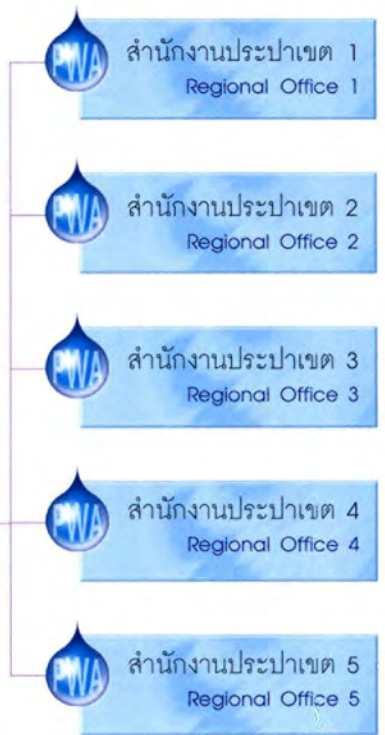 PWA
สำนักงานประปาเขต 1
Regional Office 1
PWA
สำนักงานประปาเขต 2
Regional Office 2
PWA
สำนักงานประปาเขต 3
Regional Office 3
PWA
สำนักงานประปาเขต 4
Regional Office 4
PWA
สำนักงานประปาเขต 5
Regional Office 5